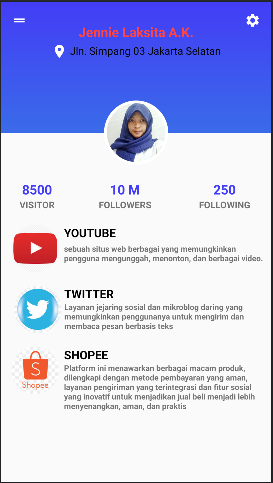 Jennie Laksita A.K.
Jln. Simpang 03 Jakarta Selatan
8500
VISITOR
10 M
FOLLOWERS
250
FOLLOWING
YOUTUBE
sebuah situs web berbagai yang memungkinkan
pengguna mengunggah, menonton, dan berbagai video.
TWITTER
Layanan jejaring sosial dan mikroblog daring yang
memungkinkan penggunanya untuk mengirim dan
membaca pesan berbasis teks
SHOPEE
Platform ini menawarkan berbagai macam produk,
dilengkapi dengan metode pembayaran yang aman,
layanan pengiriman yang terintegrasi dan fitur sosial
yang inovatif untuk menjadikan jual beli menjadi lebih
menyenangkan, aman, dan praktis
S
Shopee